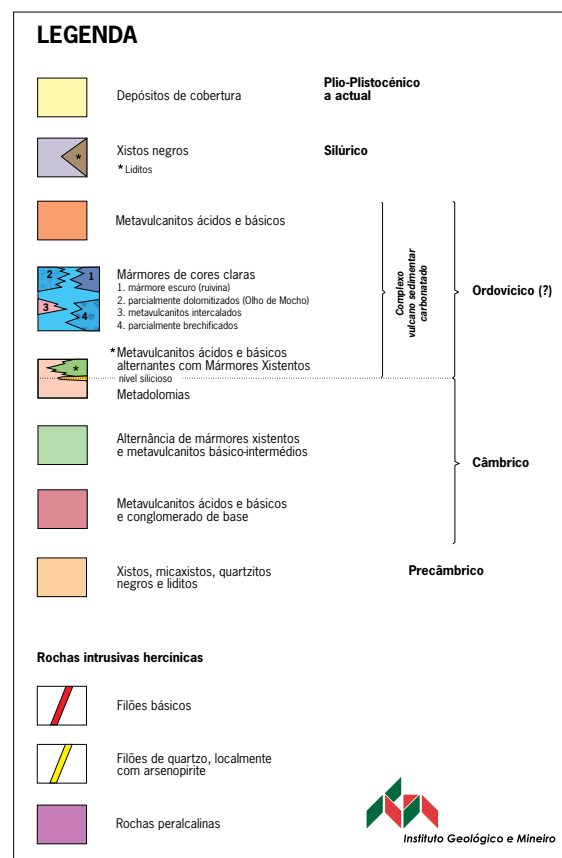 LEGENDA
Depósitos de cobertura
Plio-Plistocénico
a actual
*
Xistos negros
* Liditos
Silúrico
Metavulcanitos ácidos e básicos
2
1
3
4
Mármores de cores claras
1. mármore escuro (ruivina)
2. parcialmente dolomitizados (Olho de Mocho)
3. metavulcanitos intercalados
4. parcialmente brechificados
Complexo
vulcano sedimentar
carbonatado
Ordovícico (?)
*
*Metavulcanitos ácidos e básicos
alternantes com Mármores Xistentos
nível silicioso
Metadolomias
Alternância de mármores xistentos
e metavulcanitos básico-intermédios
Câmbrico
Metavulcanitos ácidos e básicos
e conglomerado de base
Xistos, micaxistos, quartzitos
negros e liditos
Precâmbrico
Rochas intrusivas hercínicas
Filões básicos
Filões de quartzo, localmente
com arsenopirite
Rochas peralcalinas
Instituto Geológico e Mineiro